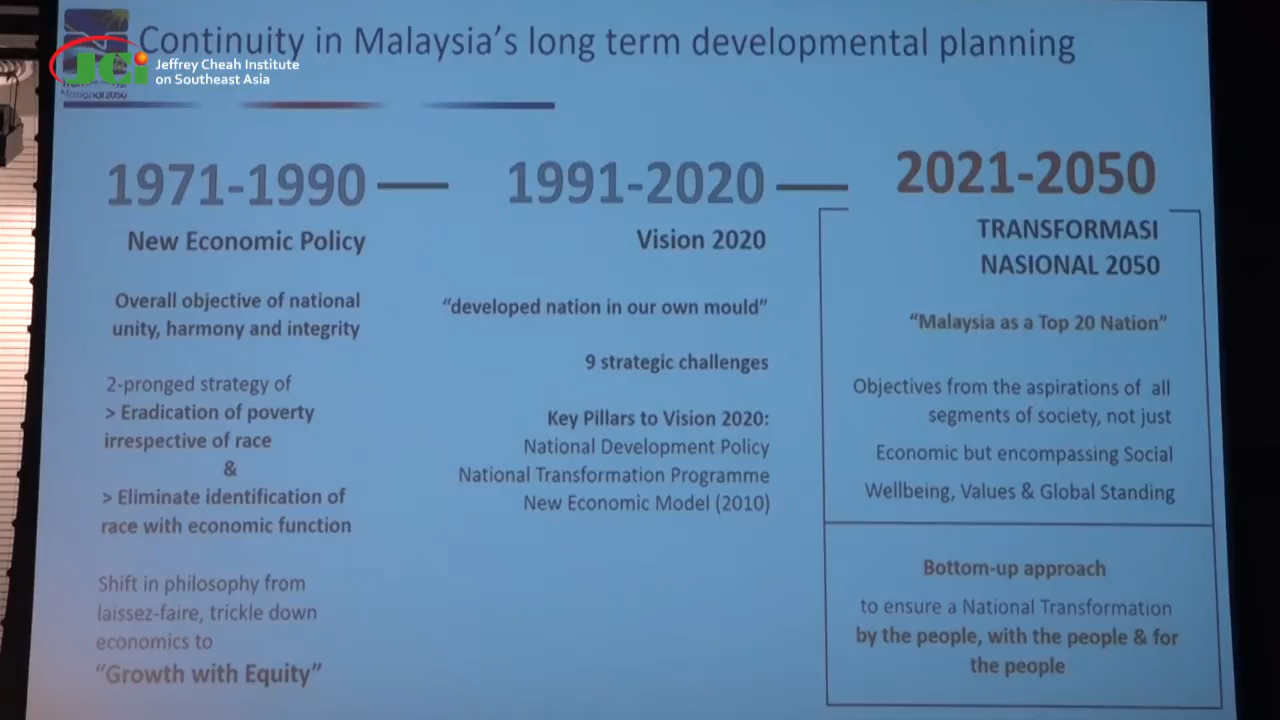 Continuity in Malaysia's long term developmental planning
JCi
Jeffrey Cheah Institute
on Southeast Asia
Nasional 2050
1971-1990
New Economic Policy
Overall objective of national
unity, harmony and integrity
2-pronged strategy of
> Eradication of poverty
irrespective of race
&
> Eliminate identification of
race with economic function
Shift in philosophy from
laissez-faire, trickle down
economics to
"Growth with Equity"
1991-2020
Vision 2020
"developed nation in our own mould"
9 strategic challenges
Key Pillars to Vision 2020:
National Development Policy
National Transformation Programme
New Economic Model (2010)
2021-2050
TRANSFORMASI
NASIONAL 2050
"Malaysia as a Top 20 Nation"
Objectives from the aspirations of all
segments of society, not just
Economic but encompassing Social
Wellbeing, Values & Global Standing
Bottom-up approach
to ensure a National Transformation
by the people, with the people & for
the people